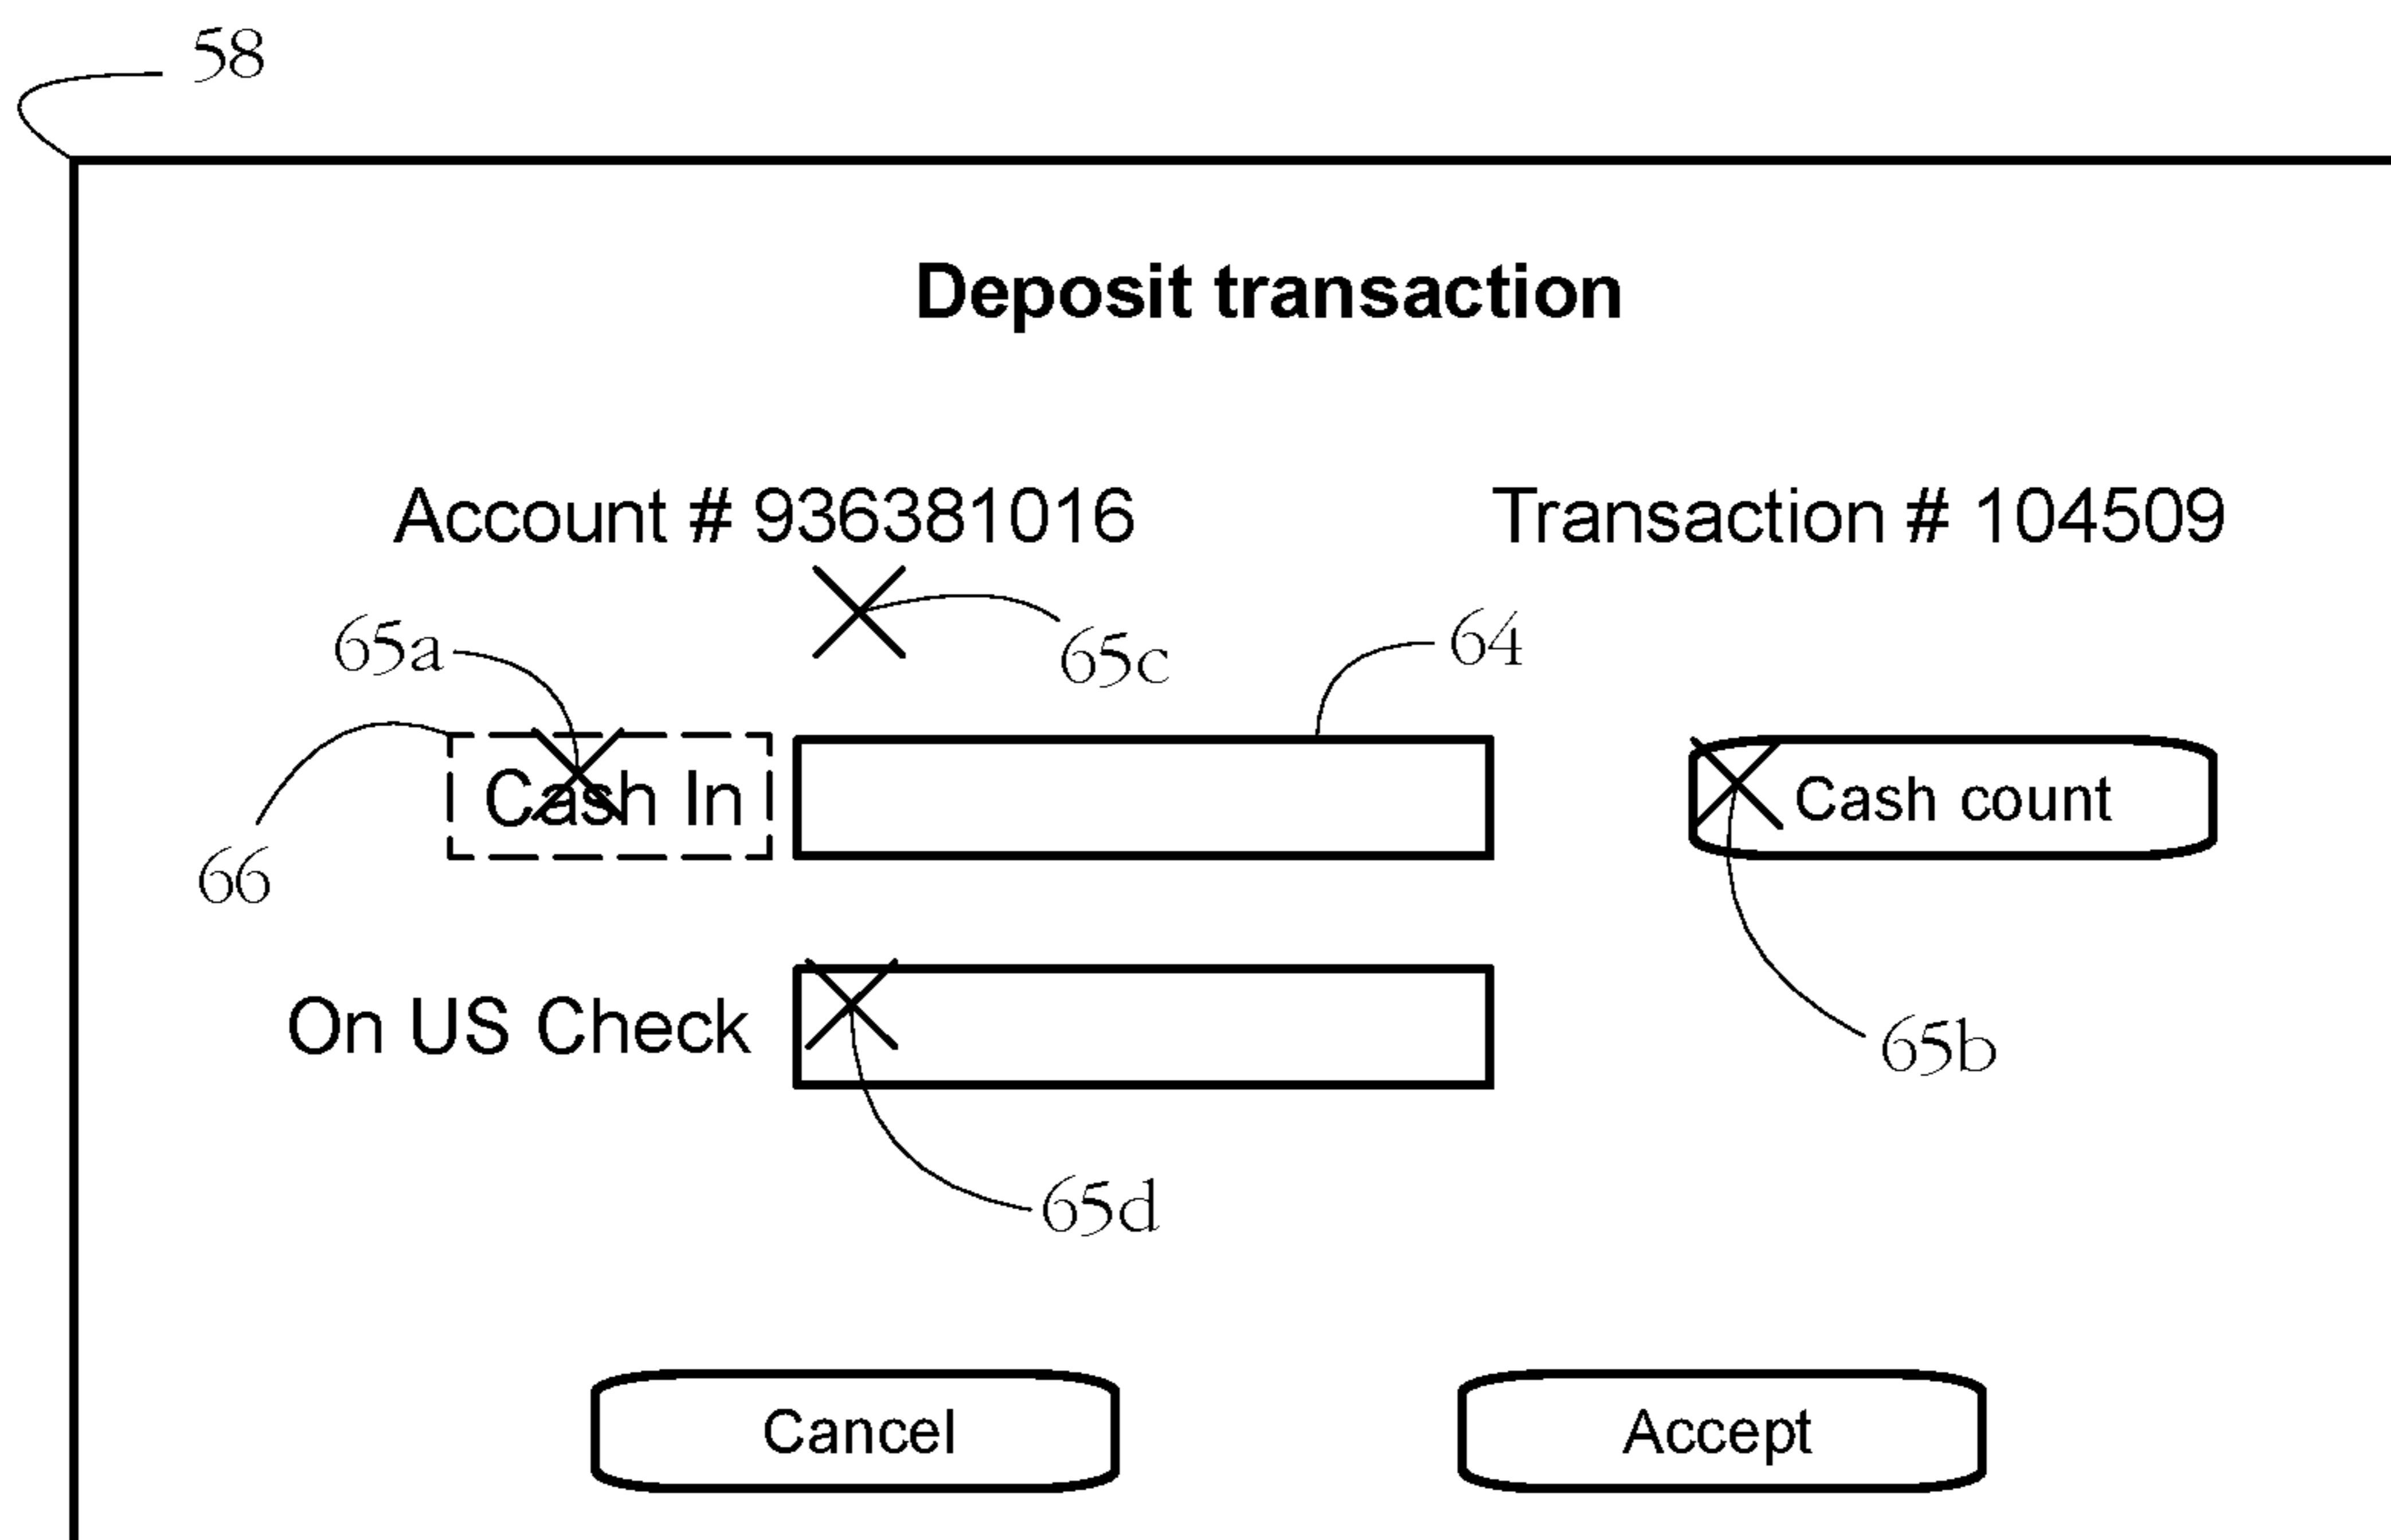 58
Deposit transaction
Account # 936381016 Transaction # 104509
65a 65c 64
Cash In Cash count
66
On US Check 65b
65d
Cancel Accept